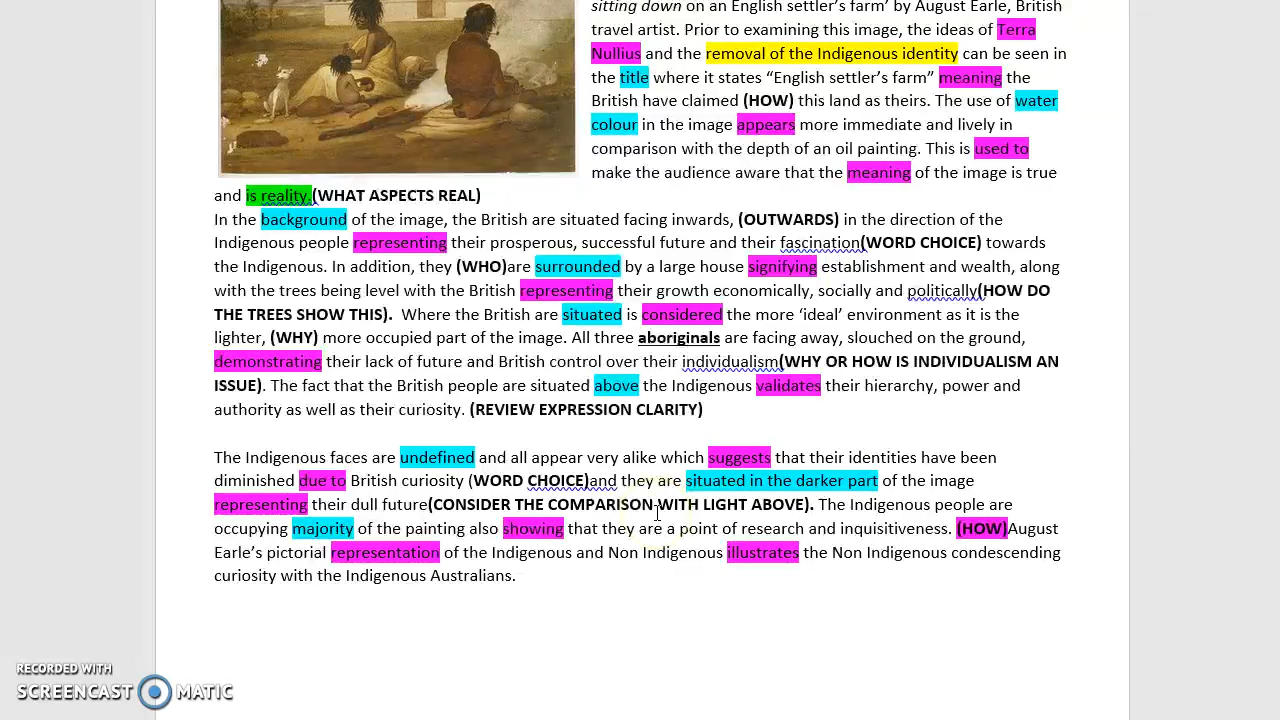 sitting down on an English settler's farm' by August Earle, British
travel artist. Prior to examining this image, the ideas of Terra
Nullius and the removal of the Indigenous identity can be seen in
the title where it states “English settler's farm” meaning the
British have claimed (HOW) this land as theirs. The use of water
colour in the image appears more immediate and lively in
comparison with the depth of an oil painting. This is used to
make the audience aware that the meaning of the image is true
and is reality.(WHAT ASPECTS REAL)
In the background of the image, the British are situated facing inwards, (OUTWARDS) in the direction of the
Indigenous people representing their prosperous, successful future and their fascination(WORD CHOICE) towards
the Indigenous. In addition, they (WHO)are surrounded by a large house signifying establishment and wealth, along
with the trees being level with the British representing their growth economically, socially and politically(HOW DO
THE TREES SHOW THIS). Where the British are situated is considered the more ‘ideal’ environment as it is the
lighter, (WHY) more occupied part of the image. All three aboriginals are facing away, slouched on the ground,
demonstrating their lack of future and British control over their individualism(WHY OR HOW IS INDIVIDUALISM AN
ISSUE). The fact that the British people are situated above the Indigenous validates their hierarchy, power and
authority as well as their curiosity. (REVIEW EXPRESSION CLARITY)
The Indigenous faces are undefined and all appear very alike which suggests that their identities have been
diminished due to British curiosity (WORD CHOICE)and they are situated in the darker part of the image
representing their dull future(CONSIDER THE COMPARISON WITH LIGHT ABOVE). The Indigenous people are
occupying majority of the painting also showing that they are a point of research and inquisitiveness. (HOW)August
Earle's pictorial representation of the Indigenous and Non Indigenous illustrates the Non Indigenous condescending
curiosity with the Indigenous Australians.
RECORDED WITH
SCREENCAST MATIC